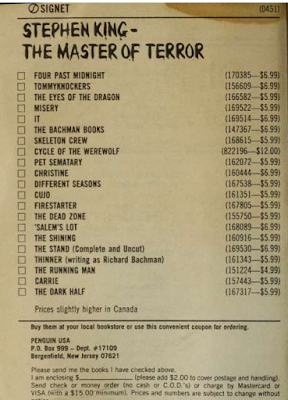 SIGNET (0451)
STEPHEN KING-
THE MASTER OF TERROR
FOUR PAST MIDNIGHT (170385—$6.99)
TOMMYKNOCKERS (156609—$6.99)
THE EYES OF THE DRAGON (166582—$5.99)
MISERY (169522—$5.99)
IT (169514—$6.99)
THE BACHMAN BOOKS (147367—$6.99)
SKELETON CREW (168615—$5.99)
CYCLE OF THE WEREWOLF (822196—$12.00)
PET SEMATARY (162072—$5.99)
CHRISTINE (160444—$6.99)
DIFFERENT SEASONS (167538—$5.99)
CUJO (161351—$5.99)
FIRESTARTER (167805—$5.99)
THE DEAD ZONE (155750—$5.99)
'SALEM'S LOT (168089—$6.99)
THE SHINING (160916—$5.99)
THE STAND (Complete and Uncut) (169530—$6.99)
THINNER (writing as Richard Bachman) (161343—$5.99)
THE RUNNING MAN (151224—$4.99)
CARRIE (157443—$5.99)
THE DARK HALF (167317—$5.99)
Prices slightly higher in Canada
Buy them at your local bookstore or use this convenient coupon for ordering.
PENGUIN USA
P.O. Box 999 – Dept. #17109
Bergenfield, New Jersey 07621
Please send me the books I have checked above.
I am enclosing $ (please add $2.00 to cover postage and handling).
Send check or money order (no cash or C.O.D.'s) or charge by Mastercard or
VISA (with a $15.00 minimum). Prices and numbers are subject to change without